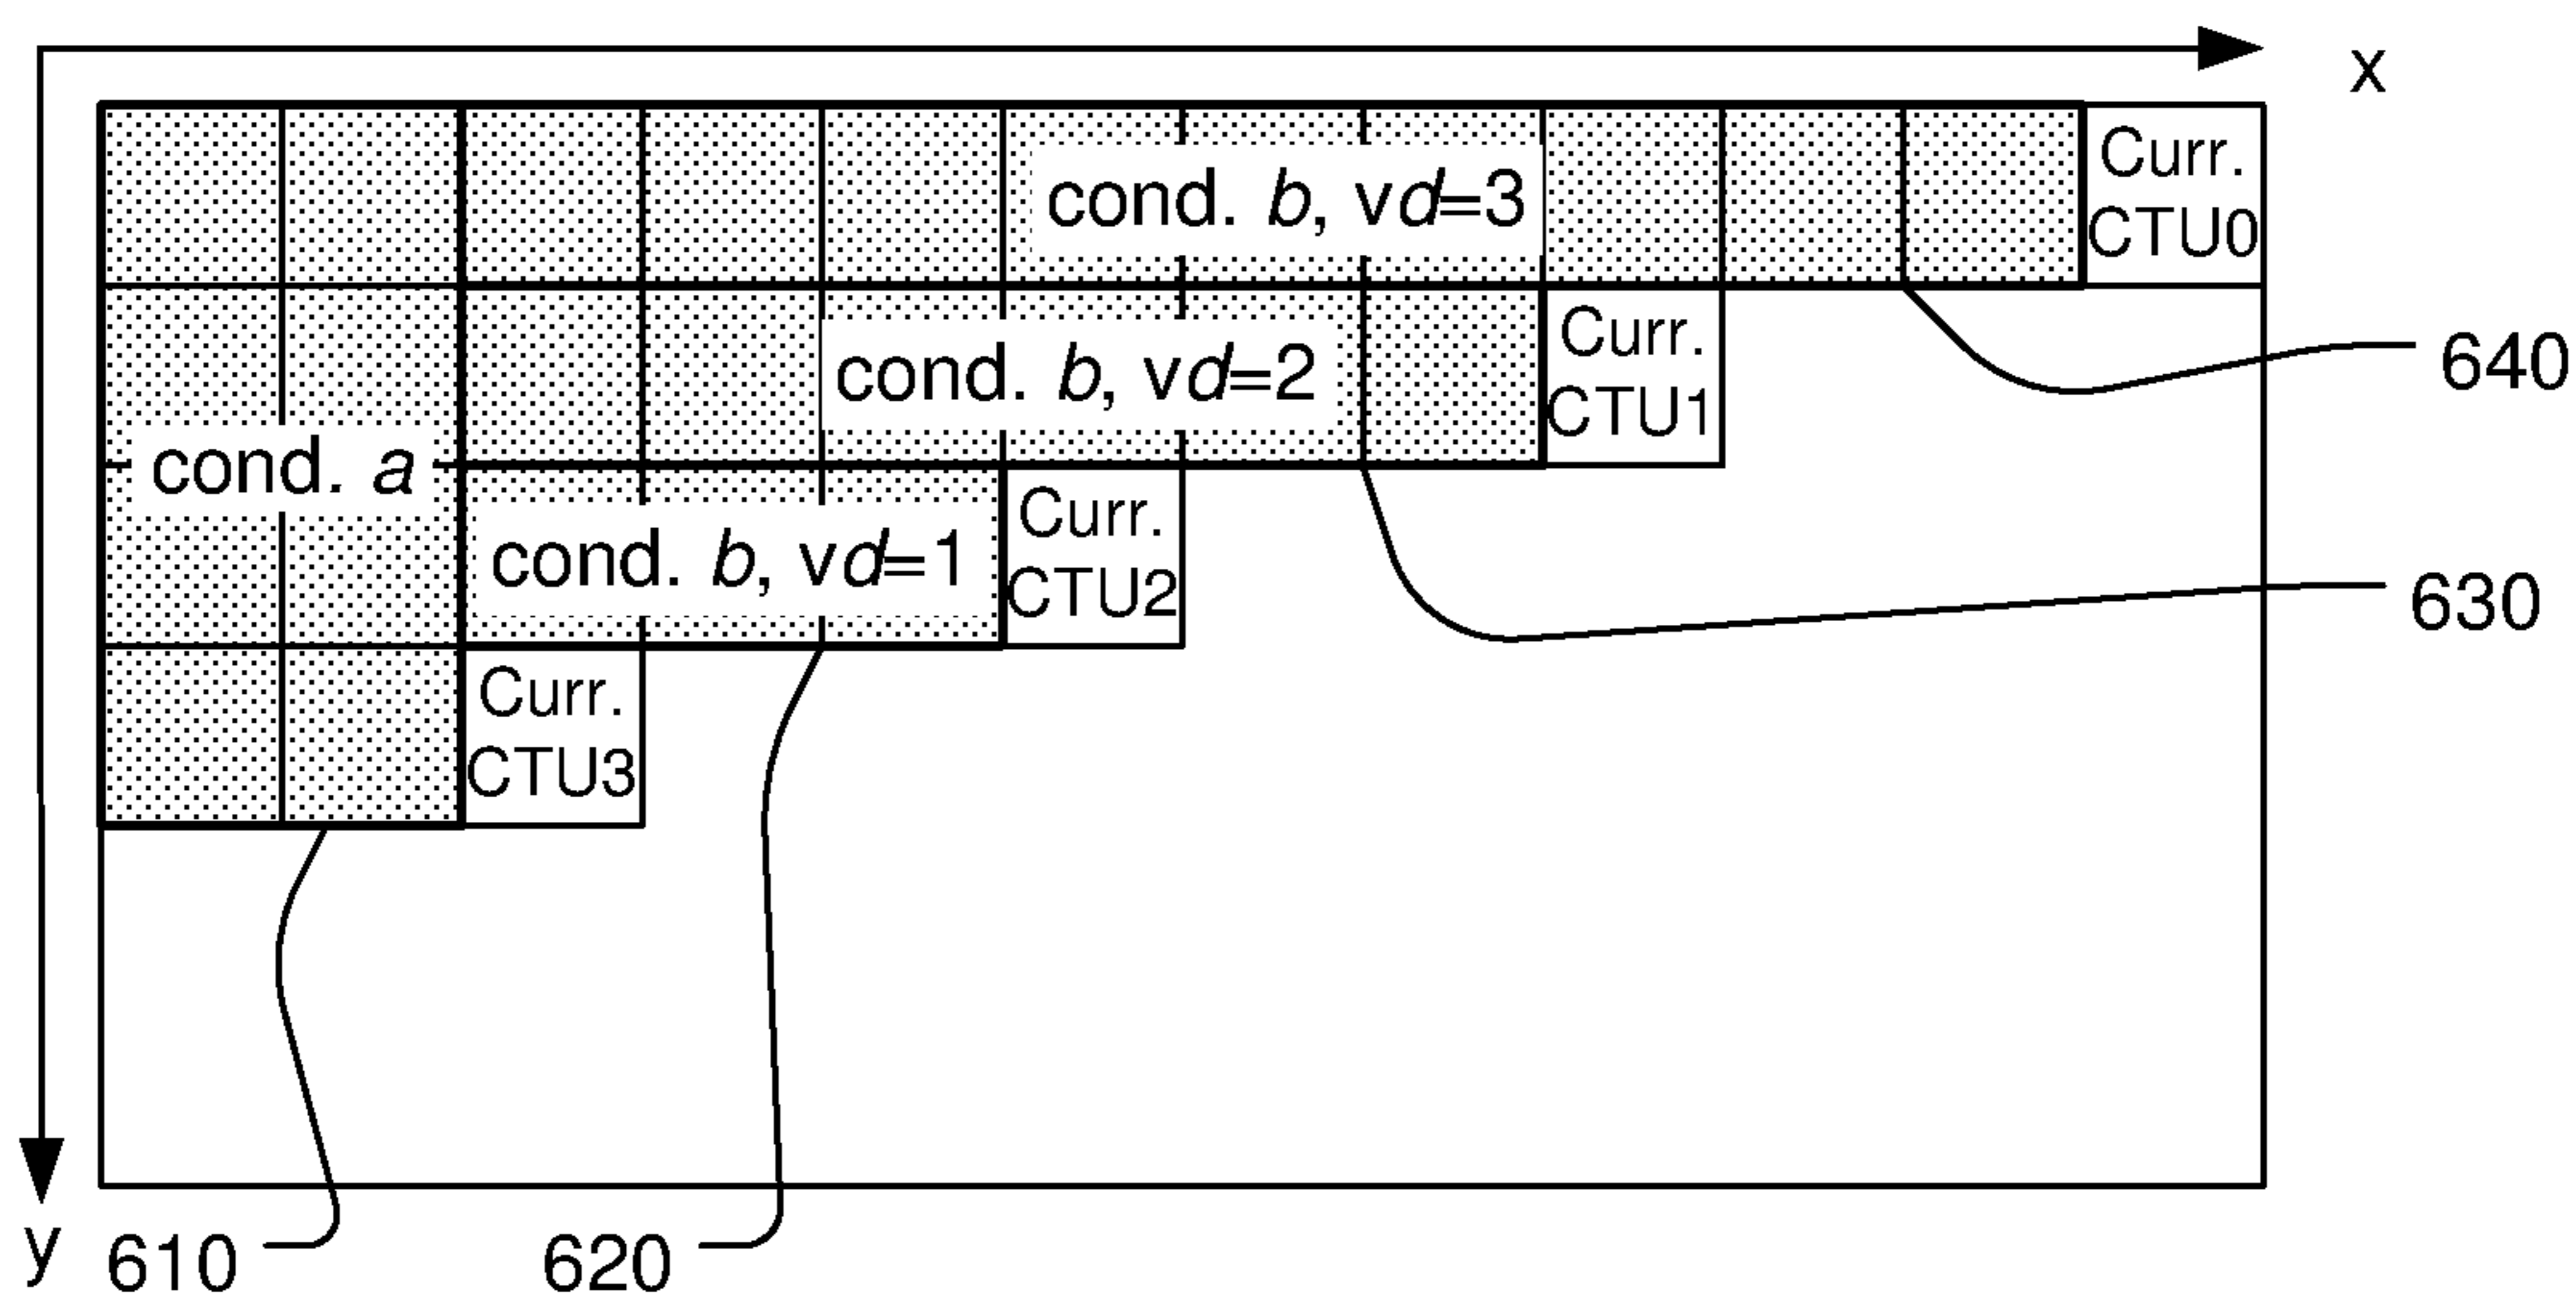 x
cond. b, vd=3
Curr.
CTU0
cond. b, vd=2
Curr.
CTU1
640
cond. a
cond. b, vd=1
Curr.
CTU2
630
Curr.
CTU3
y
610
620